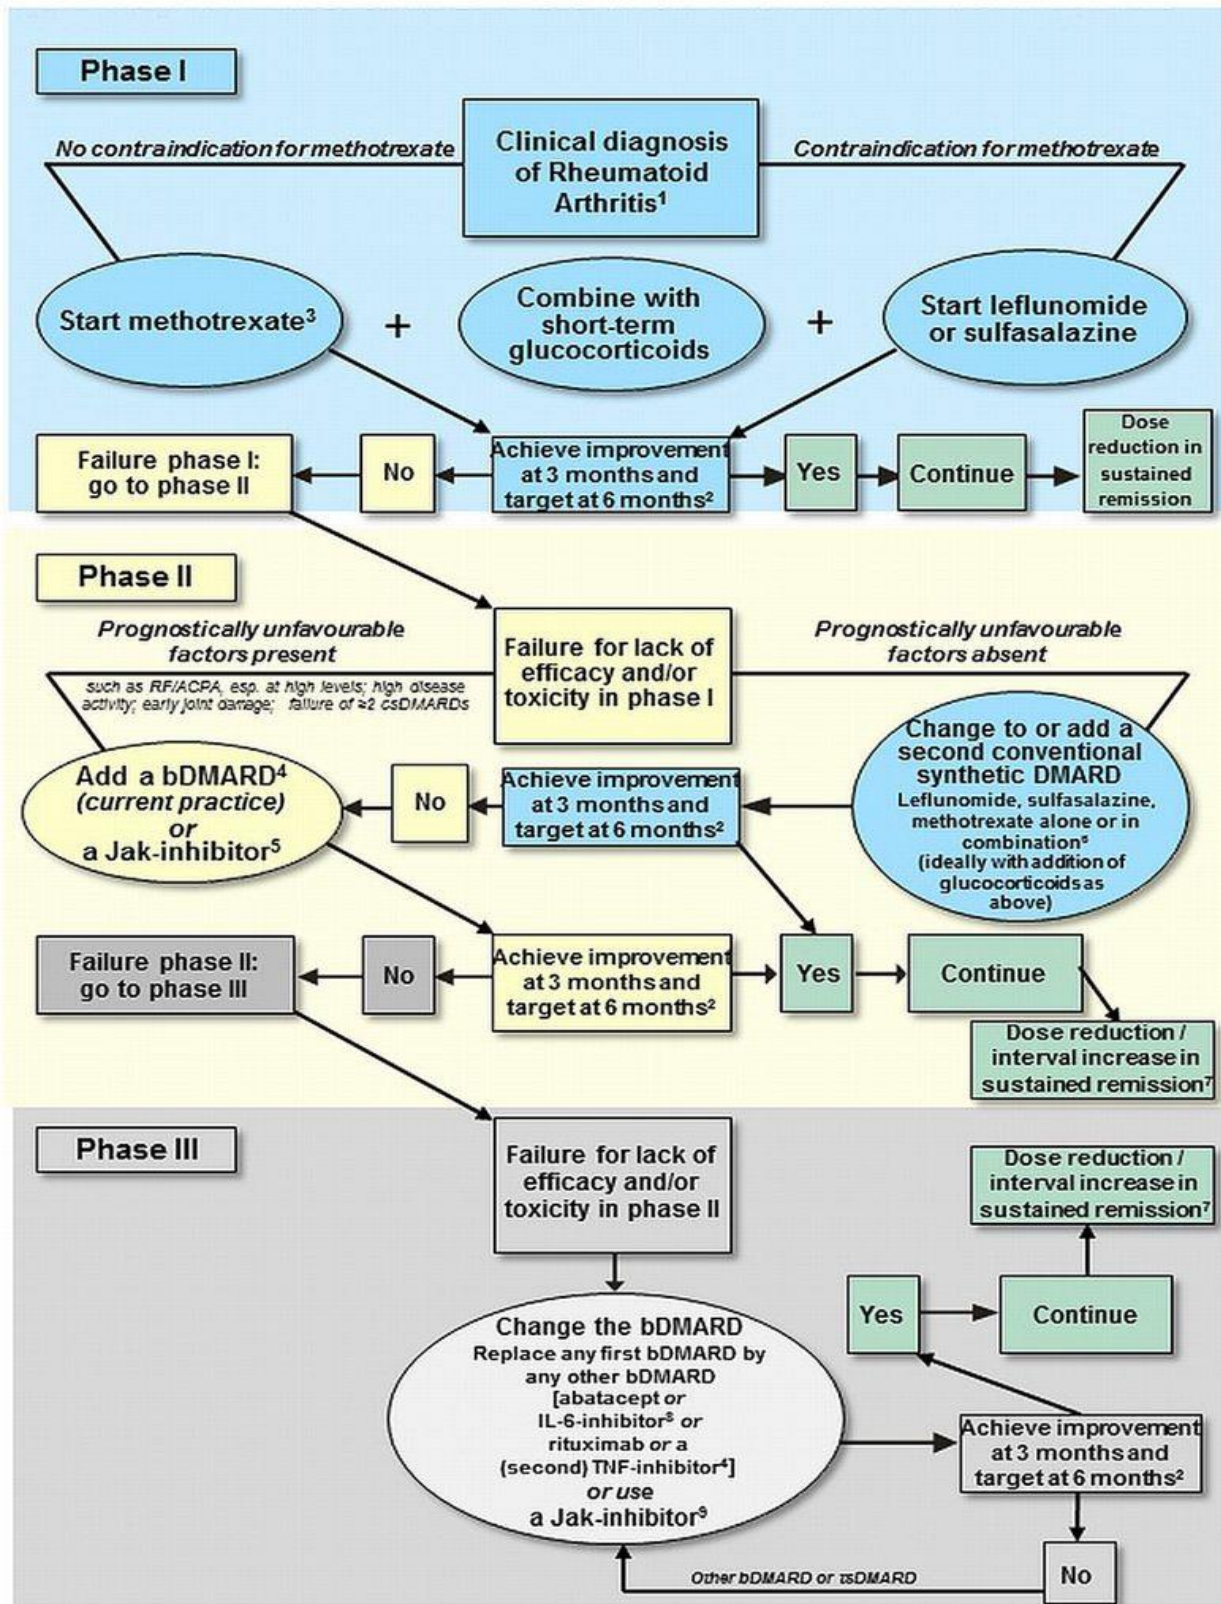 Phase I
No contraindication for methotrexate
Clinical diagnosis
of Rheumatoid
Arthritis¹
Contraindication for methotrexate
Start methotrexate³
+
Combine with
short-term
glucocorticoids
+
Start leflunomide
or sulfasalazine
Failure phase I:
go to phase II
No
Achieve improvement
at 3 months and
target at 6 months²
Yes
Continue
Dose
reduction in
sustained
remission
Phase II
Prognostically unfavourable
factors present
such as RF/ACPA, esp. at high levels; high disease
activity; early joint damage; failure of ≥2 csDMARDs
Failure for lack of
efficacy and/or
toxicity in phase I
Prognostically unfavourable
factors absent
Add a bDMARD⁴
(current practice)
or
a Jak-inhibitor⁵
No
Achieve improvement
at 3 months and
target at 6 months²
Change to or add a
second conventional
synthetic DMARD
Leflunomide, sulfasalazine,
methotrexate alone or in
combination⁶
(ideally with addition of
glucocorticoids as
above)
Failure phase II:
go to phase III
No
Achieve improvement
at 3 months and
target at 6 months²
Yes
Continue
Dose reduction /
interval increase in
sustained remission⁷
Phase III
Failure for lack of
efficacy and/or
toxicity in phase II
Dose reduction /
interval increase in
sustained remission⁷
Yes
Continue
Change the bDMARD
Replace any first bDMARD by
any other bDMARD
[abatacept or
IL-6-inhibitor⁸ or
rituximab or a
(second) TNF-inhibitor⁴]
or use
a Jak-inhibitor⁹
Achieve improvement
at 3 months and
target at 6 months²
No
Other bDMARD or tsDMARD